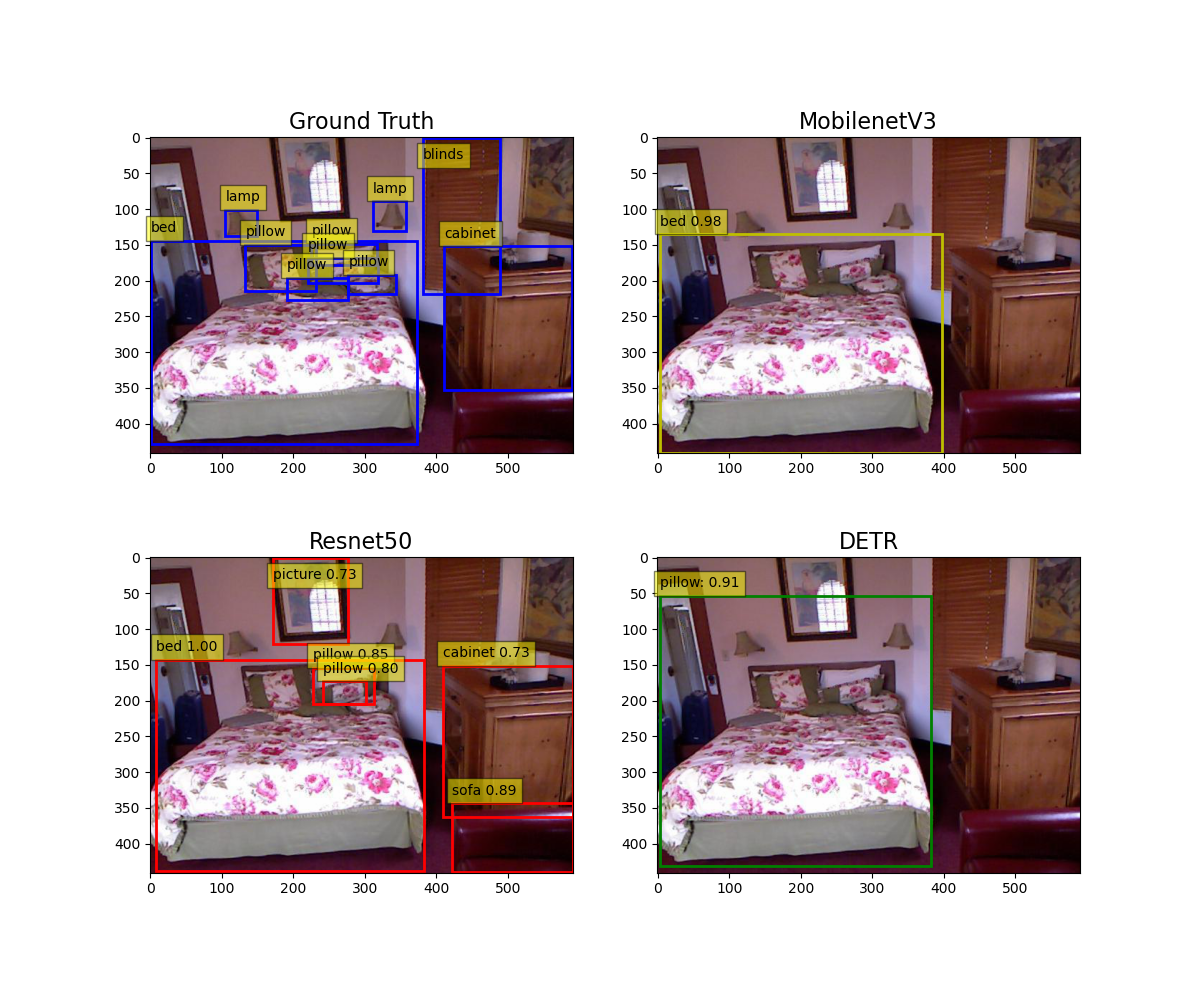 Ground Truth
MobilenetV3
0
50
100
150
200
250
300
350
400
0 100 200 300 400 500
blinds
lamp
lamp
bed
pillow
pillow
pillow
pillow
pillow
cabinet
0
50
100
150
200
250
300
350
400
0 100 200 300 400 500
bed 0.98
Resnet50
DETR
0
50
100
150
200
250
300
350
400
0 100 200 300 400 500
picture 0.73
bed 1.00
pillow 0.85
pillow 0.80
cabinet 0.73
sofa 0.89
0
50
100
150
200
250
300
350
400
0 100 200 300 400 500
pillow: 0.91